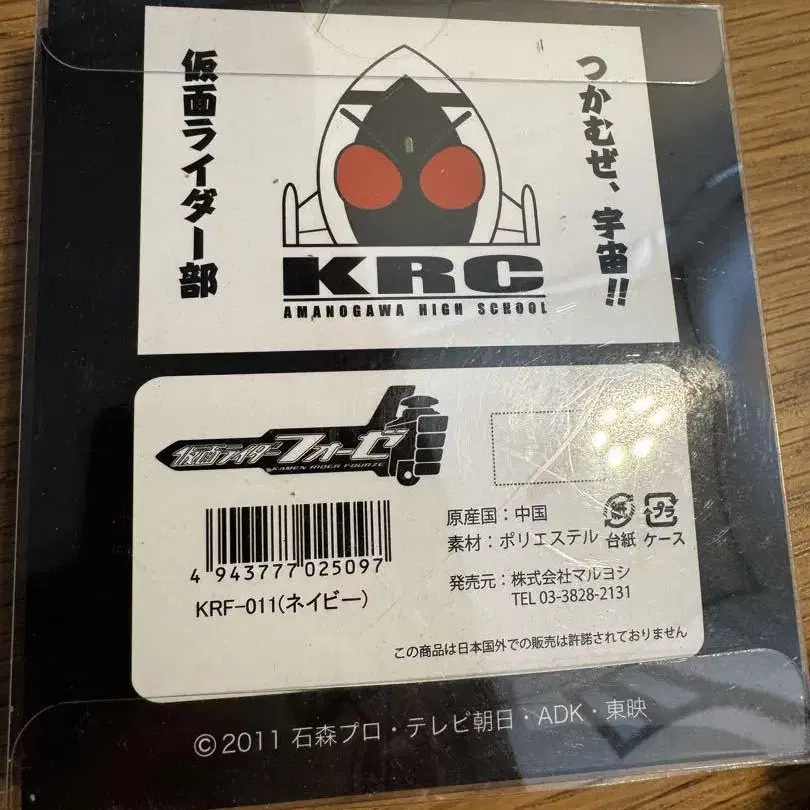 仮面ライダー部
つかむぜ、宇宙!!
KRC
AMANOGAWA HIGH SCHOOL
仮面ライダーフォーゼ
KAMEN RIDER FOURZE
4 943777 025097
KRF-011(ネイビー)
原産国：中国
素材：ポリエステル
紙
台紙
プラ
ケース
発売元：株式会社マルヨシ
TEL 03-3828-2131
この商品は日本国外での販売は許諾されておりません
©2011 石森プロ・テレビ朝日・ADK・東映